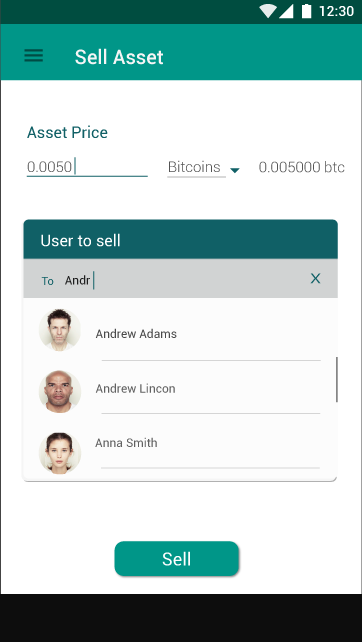 12:30
Sell Asset
Asset Price
0.0050 Bitcoins 0.005000 btc
User to sell
To Andr X
Andrew Adams
Andrew Lincon
Anna Smith
Sell